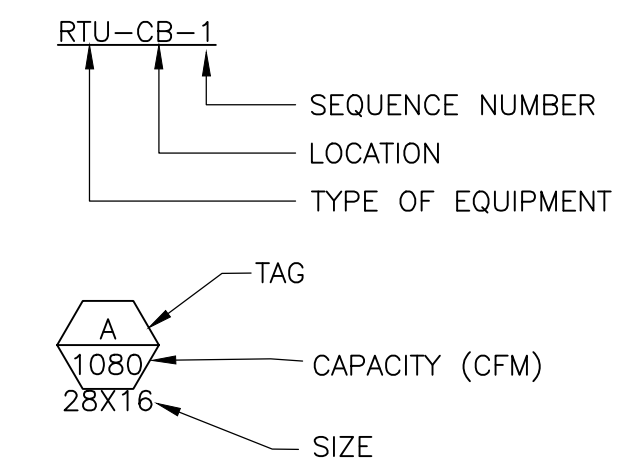 RTU-CB-1
SEQUENCE NUMBER
LOCATION
TYPE OF EQUIPMENT
TAG
A
1080
CAPACITY (CFM)
28X16
SIZE